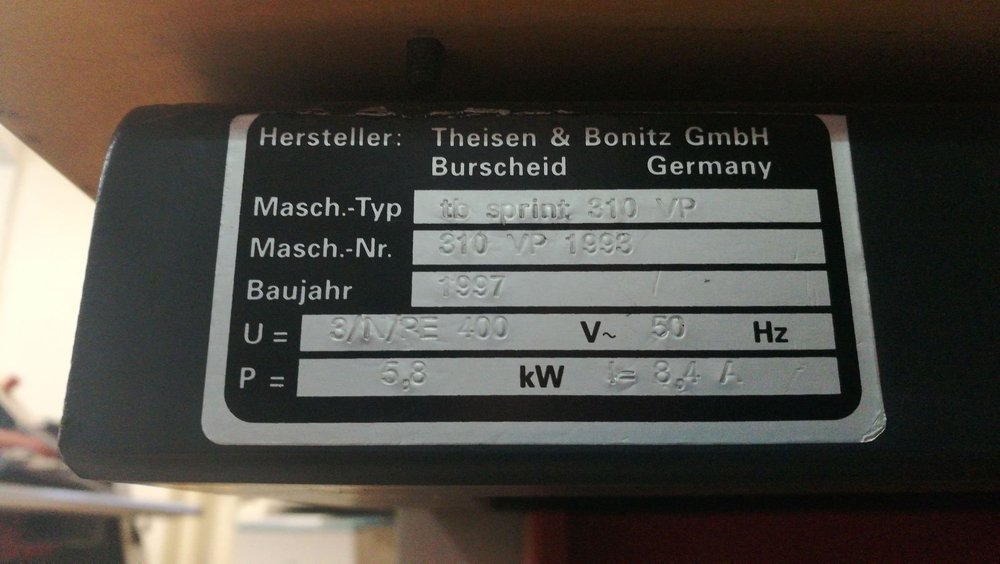 Hersteller: Theisen & Bonitz GmbH
Burscheid Germany
Masch.-Typ tb sprint 310 VP
Masch.-Nr. 310 VP 1998
Baujahr 1997
U = 3/N/PE 400 V~ 50 Hz
P = 5,8 kW I= 8,4 A